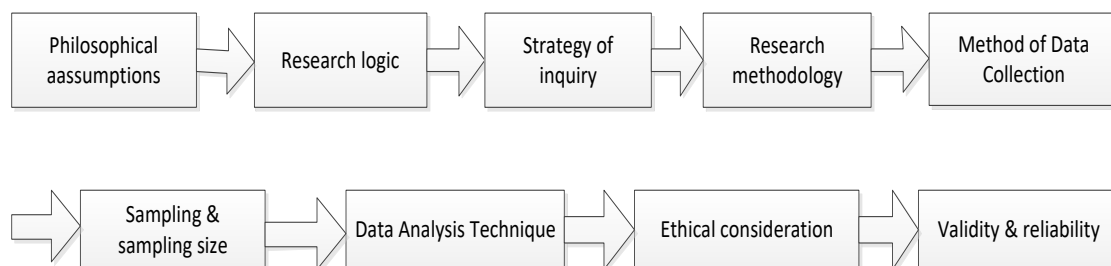 Philosophical
aassumptions
Research logic
Strategy of
inquiry
Research
methodology
Method of Data
Collection
Sampling &
sampling size
Data Analysis Technique
Ethical consideration
Validity & reliability